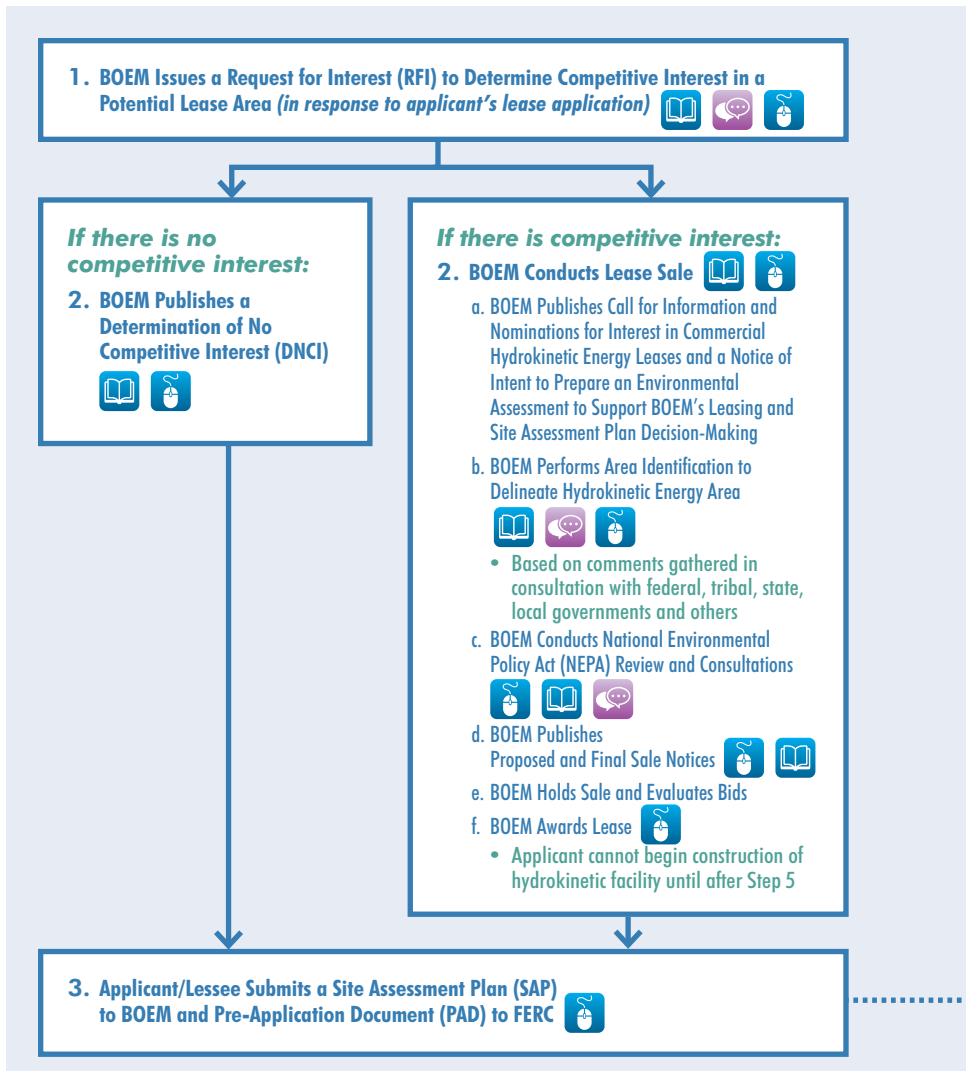 1. BOEM Issues a Request for Interest (RFI) to Determine Competitive Interest in a
Potential Lease Area (in response to applicant's lease application)
If there is no
competitive interest:
2. BOEM Publishes a
Determination of No
Competitive Interest (DNCI)
If there is competitive interest:
2. BOEM Conducts Lease Sale
a. BOEM Publishes Call for Information and
Nominations for Interest in Commercial
Hydrokinetic Energy Leases and a Notice of
Intent to Prepare an Environmental
Assessment to Support BOEM's Leasing and
Site Assessment Plan Decision-Making
b. BOEM Performs Area Identification to
Delineate Hydrokinetic Energy Area
• Based on comments gathered in
consultation with federal, tribal, state,
local governments and others
c. BOEM Conducts National Environmental
Policy Act (NEPA) Review and Consultations
d. BOEM Publishes
Proposed and Final Sale Notices
e. BOEM Holds Sale and Evaluates Bids
f. BOEM Awards Lease
• Applicant cannot begin construction of
hydrokinetic facility until after Step 5
3. Applicant/Lessee Submits a Site Assessment Plan (SAP)
to BOEM and Pre-Application Document (PAD) to FERC